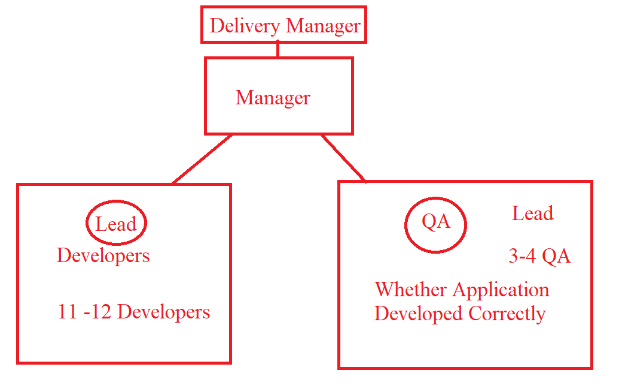 Delivery Manager
Manager
Lead
Developers
11 -12 Developers
QA
Lead
3-4 QA
Whether Application
Developed Correctly